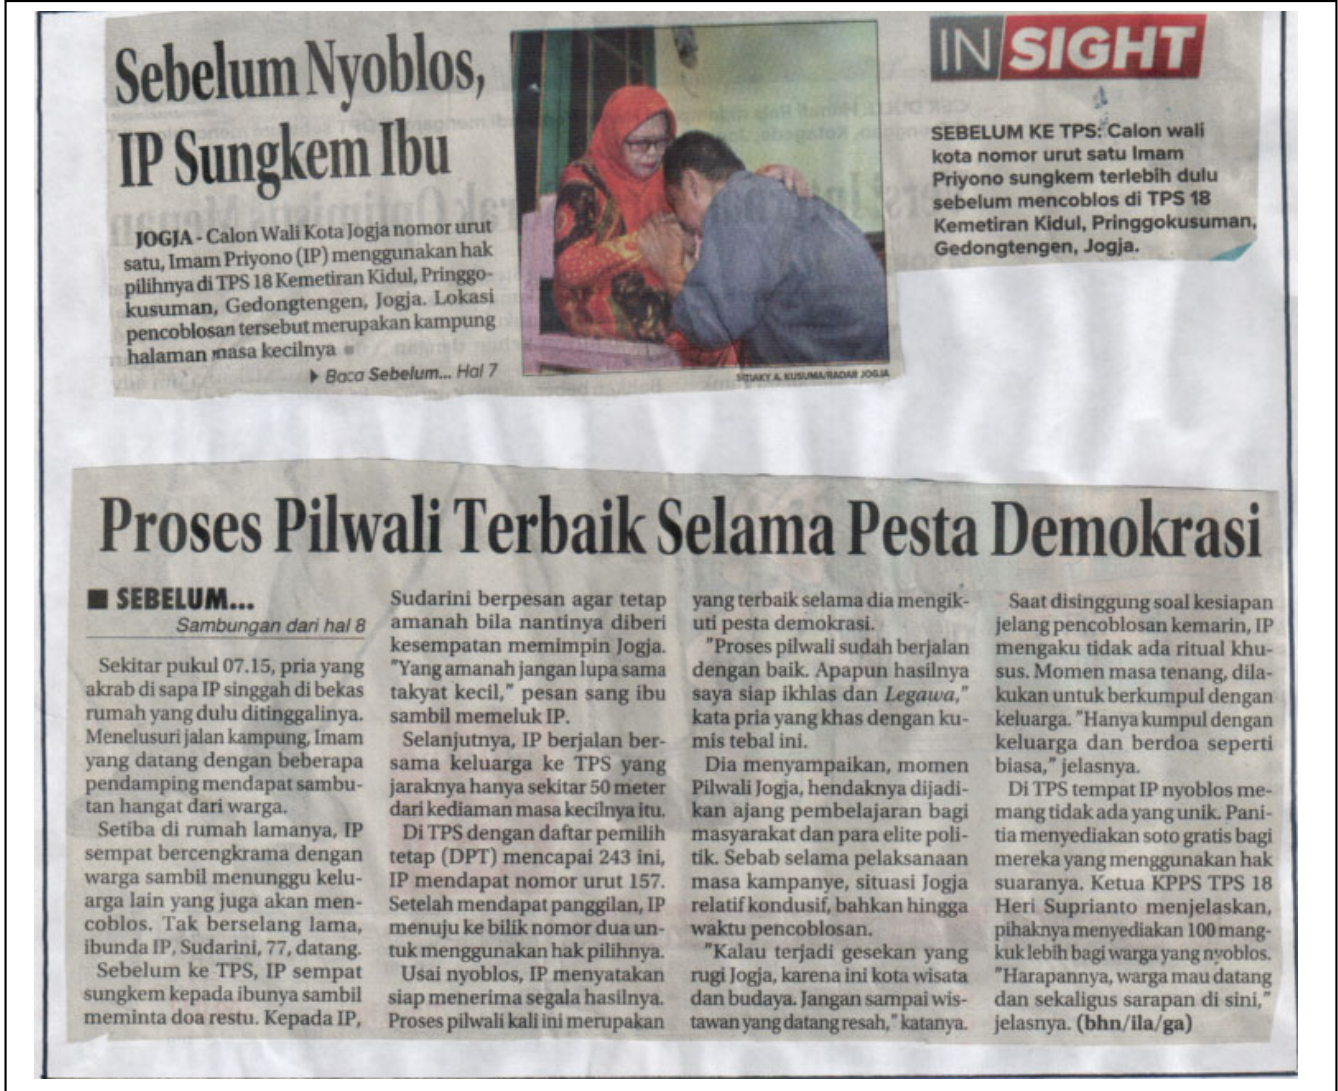 Sebelum Nyoblos,
IP Sungkem Ibu
JOGJA - Calon Wali Kota Jogja nomor urut
satu, Imam Priyono (IP) menggunakan hak
pilihnya di TPS 18 Kemetiran Kidul, Pringgo-
kusuman, Gedongtengen, Jogja. Lokasi
pencoblosan tersebut merupakan kampung
halaman masa kecilnya
Baca Sebelum... Hal 7
SITIAKY A. KUSUMA/RADAR JOGJA
IN SIGHT
SEBELUM KE TPS: Calon wali
kota nomor urut satu Imam
Priyono sungkem terlebih dulu
sebelum mencoblos di TPS 18
Kemetiran Kidul, Pringgokusuman,
Gedongtengen, Jogja.
Proses Pilwali Terbaik Selama Pesta Demokrasi
■ SEBELUM...
Sambungan dari hal 8
Sekitar pukul 07.15, pria yang
akrab di sapa IP singgah di bekas
rumah yang dulu ditinggalinya.
Menelusuri jalan kampung, Imam
yang datang dengan beberapa
pendamping mendapat sambu-
tan hangat dari warga.
Setiba di rumah lamanya, IP
sempat bercengkrama dengan
warga sambil menunggu kelu-
arga lain yang juga akan men-
coblos. Tak berselang lama,
ibunda IP, Sudarini, 77, datang.
Sebelum ke TPS, IP sempat
sungkem kepada ibunya sambil
meminta doa restu. Kepada IP,
Sudarini berpesan agar tetap
amanah bila nantinya diberi
kesempatan memimpin Jogja.
"Yang amanah jangan lupa sama
takyat kecil," pesan sang ibu
sambil memeluk IP.
Selanjutnya, IP berjalan ber-
sama keluarga ke TPS yang
jaraknya hanya sekitar 50 meter
dari kediaman masa kecilnya itu.
Di TPS dengan daftar pemilih
tetap (DPT) mencapai 243 ini,
IP mendapat nomor urut 157.
Setelah mendapat panggilan, IP
menuju ke bilik nomor dua un-
tuk menggunakan hak pilihnya.
Usai nyoblos, IP menyatakan
siap menerima segala hasilnya.
Proses pilwali kali ini merupakan
yang terbaik selama dia mengik-
uti pesta demokrasi.
"Proses pilwali sudah berjalan
dengan baik. Apapun hasilnya
saya siap ikhlas dan Legawa,"
kata pria yang khas dengan ku-
mis tebal ini.
Dia menyampaikan, momen
Pilwali Jogja, hendaknya dijadi-
kan ajang pembelajaran bagi
masyarakat dan para elite poli-
tik. Sebab selama pelaksanaan
masa kampanye, situasi Jogja
relatif kondusif, bahkan hingga
waktu pencoblosan.
"Kalau terjadi gesekan yang
rugi Jogja, karena ini kota wisata
dan budaya. Jangan sampai wis-
tawan yang datang resah," katanya.
Saat disinggung soal kesiapan
jelang pencoblosan kemarin, IP
mengaku tidak ada ritual khu-
sus. Momen masa tenang, dila-
kukan untuk berkumpul dengan
keluarga. "Hanya kumpul dengan
keluarga dan berdoa seperti
biasa," jelasnya.
Di TPS tempat IP nyoblos me-
mang tidak ada yang unik. Pani-
tia menyediakan soto gratis bagi
mereka yang menggunakan hak
suaranya. Ketua KPPS TPS 18
Heri Suprianto menjelaskan,
pihaknya menyediakan 100 mang-
kuk lebih bagi warga yang nyoblos.
"Harapannya, warga mau datang
dan sekaligus sarapan di sini,"
jelasnya. (bhn/ila/ga)